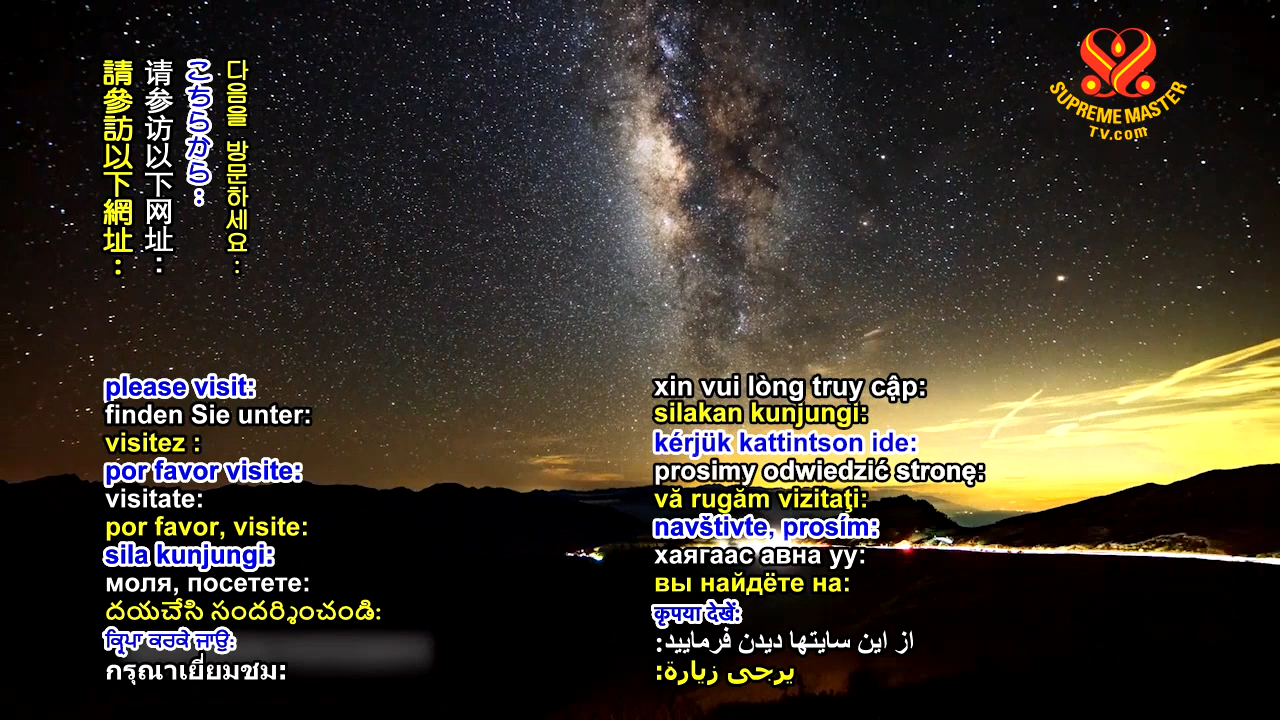 請參訪以下網址：
请参访以下网址：
こちらから：
다음을 방문하세요：
SUPREME MASTER
TV.com
please visit:
finden Sie unter:
visitez :
por favor visite:
visitate:
por favor, visite:
sila kunjungi:
моля, посетете:
దయచేసి సందర్శించండి:
ਕ੍ਰਿਪਾ ਕਰਕੇ ਜਾਉ:
กรุณาเยี่ยมชม:
xin vui lòng truy cập:
silakan kunjungi:
kérjük kattintson ide:
prosimy odwiedzić stronę:
vă rugăm vizitaţi:
navštivte, prosím:
хаягаас авна уу:
вы найдёте на:
कृपया देखें:
از این سایتها دیدن فرمایید:
يرجى زيارة: